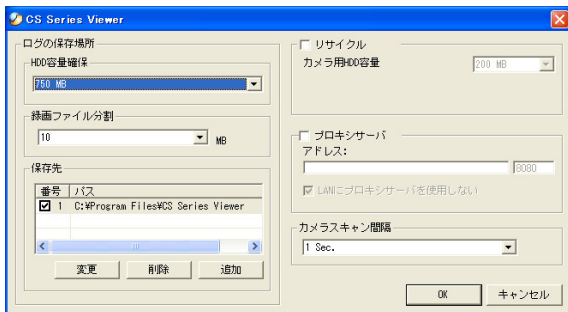 CS Series Viewer
ログの保存場所
HDD容量確保
750 MB
録画ファイル分割
10
MB
保存先
番号 パス
1 C:¥Program Files¥CS Series Viewer
変更 削除 追加
リサイクル
カメラ用HDD容量
200 MB
プロキシサーバ
アドレス:
8080
LANにプロキシサーバを使用しない
カメラスキャン間隔
1 Sec.
OK キャンセル